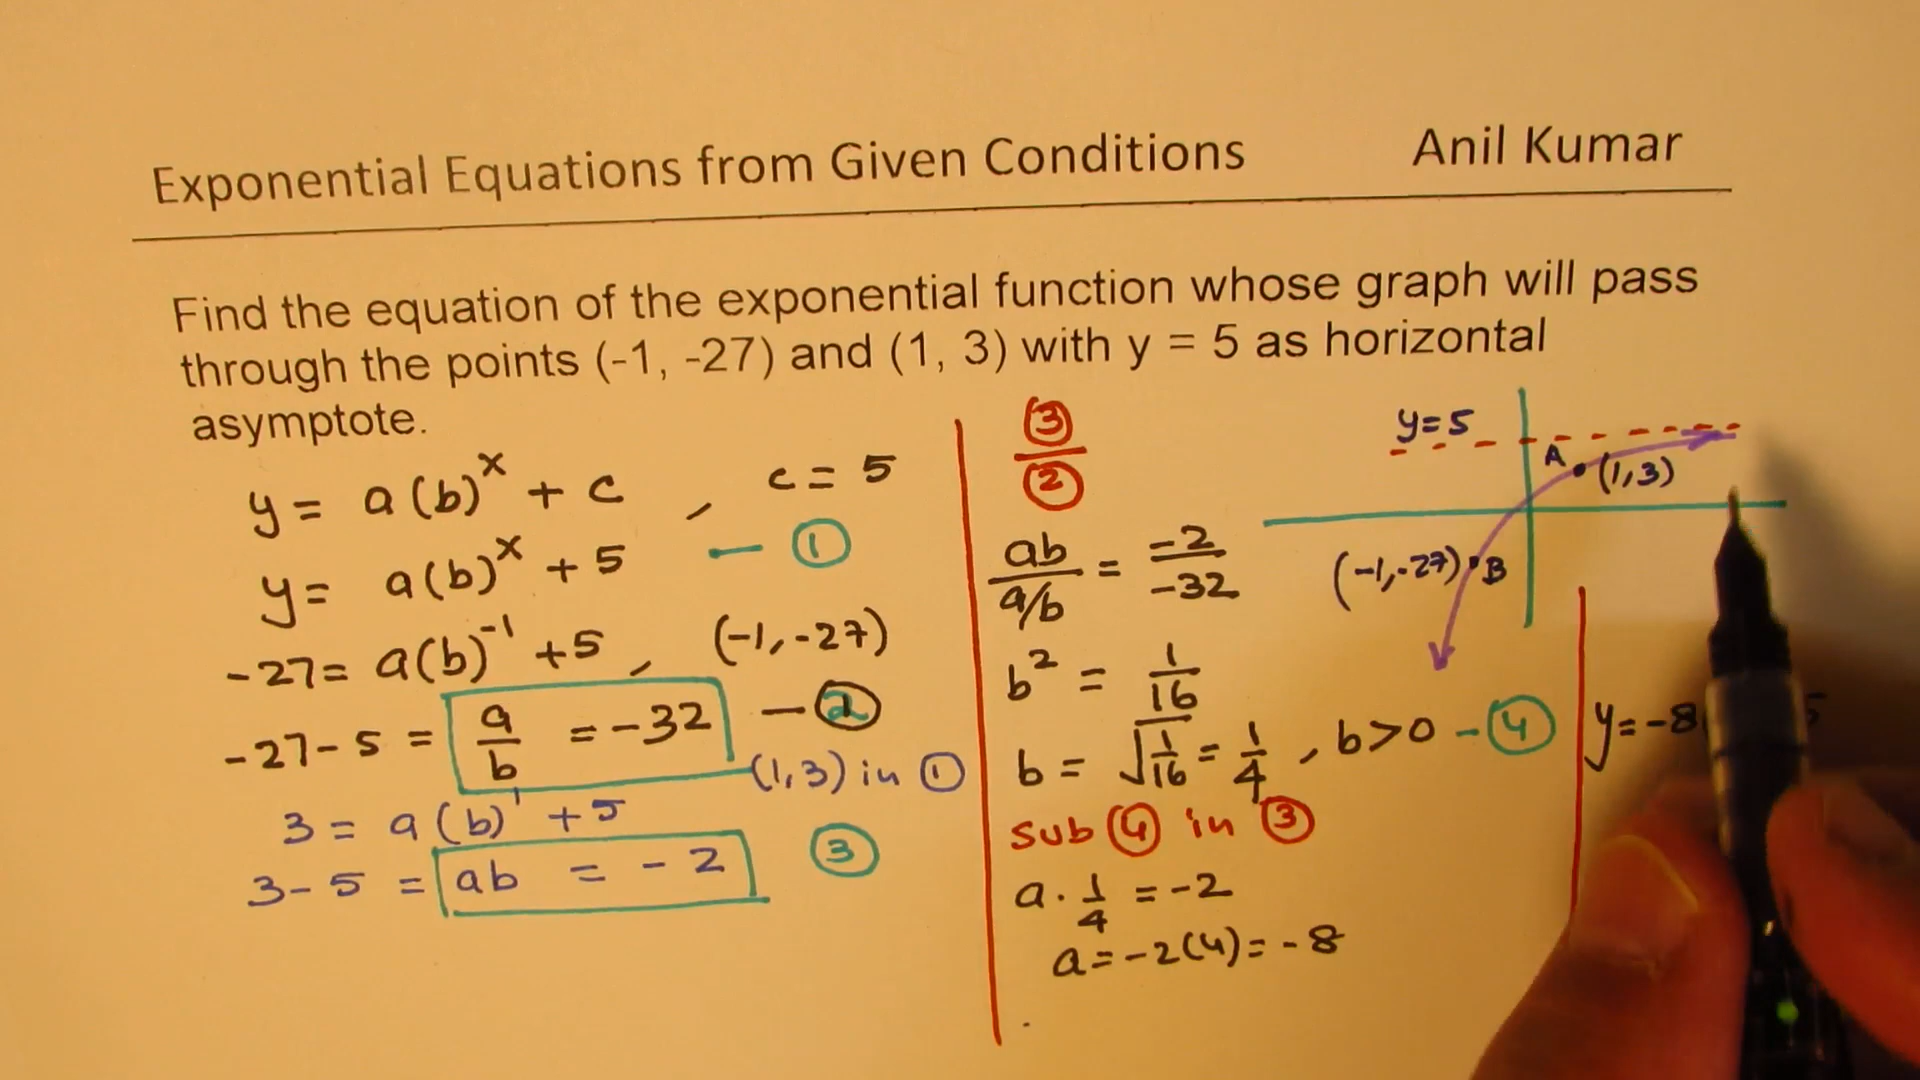 Exponential Equations from Given Conditions Anil Kumar
Find the equation of the exponential function whose graph will pass
through the points (-1, -27) and (1, 3) with y = 5 as horizontal
asymptote.
y = a(b)^x + c , c = 5
y = a(b)^x + 5 — ①
-27 = a(b)^-1 + 5 , (-1, -27)
-27 - 5 = a/b = -32 — ②
(1,3) in ①
3 = a(b)^1 + 5
3 - 5 = ab = - 2 ③
③/②
ab/(a/b) = -2/-32
b^2 = 1/16
b = √(1/16) = 1/4 , b > 0 - ④
Sub ④ in ③
a · 1/4 = -2
a = -2(4) = -8
y = 5
A (1,3)
(-1,-27) B
y = -8